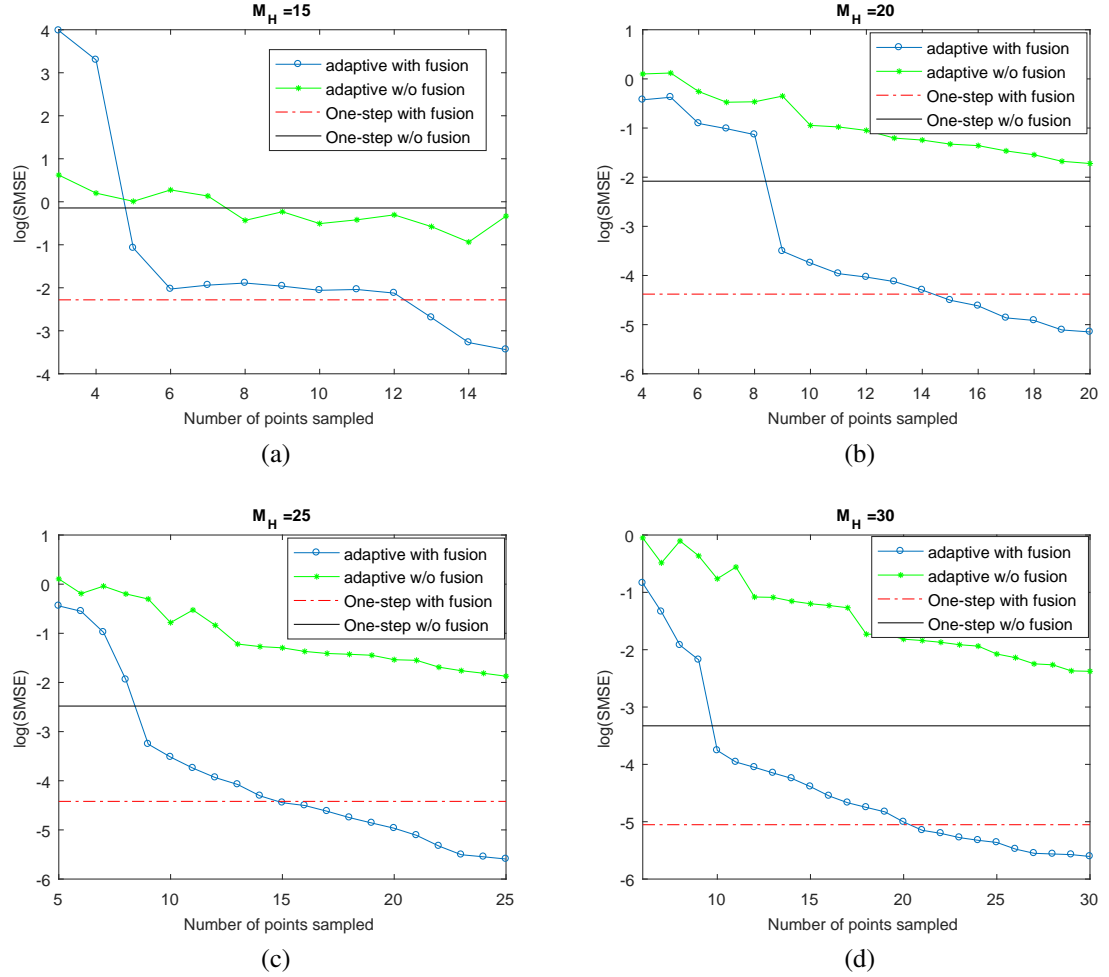 M_H =15
4
3
2
1
0
-1
-2
-3
-4
log(SMSE)
adaptive with fusion
adaptive w/o fusion
One-step with fusion
One-step w/o fusion
4 6 8 10 12 14
Number of points sampled
(a)
M_H =20
1
0
-1
-2
-3
-4
-5
-6
log(SMSE)
adaptive with fusion
adaptive w/o fusion
One-step with fusion
One-step w/o fusion
4 6 8 10 12 14 16 18 20
Number of points sampled
(b)
M_H =25
1
0
-1
-2
-3
-4
-5
-6
log(SMSE)
adaptive with fusion
adaptive w/o fusion
One-step with fusion
One-step w/o fusion
5 10 15 20 25
Number of points sampled
(c)
M_H =30
0
-1
-2
-3
-4
-5
-6
log(SMSE)
adaptive with fusion
adaptive w/o fusion
One-step with fusion
One-step w/o fusion
10 15 20 25 30
Number of points sampled
(d)